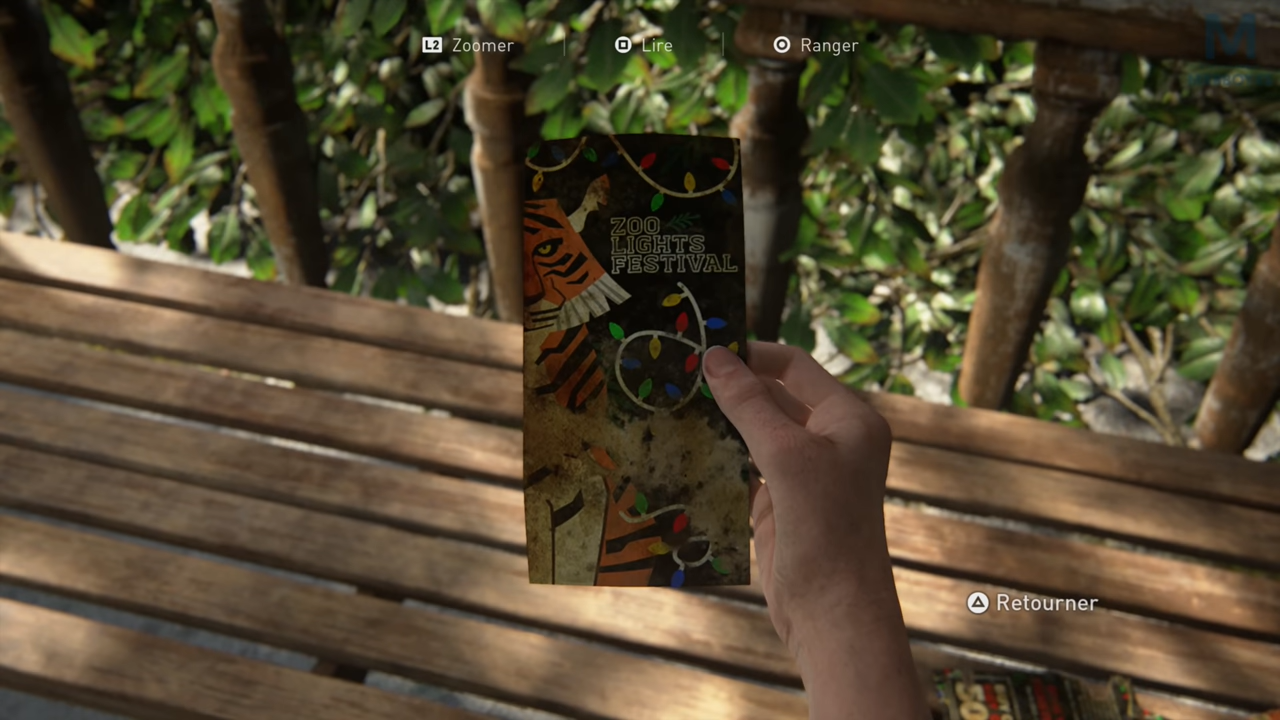 L2 Zoomer
Lire
Ranger
M
ZOO
LIGHTS
FESTIVAL
Retourner